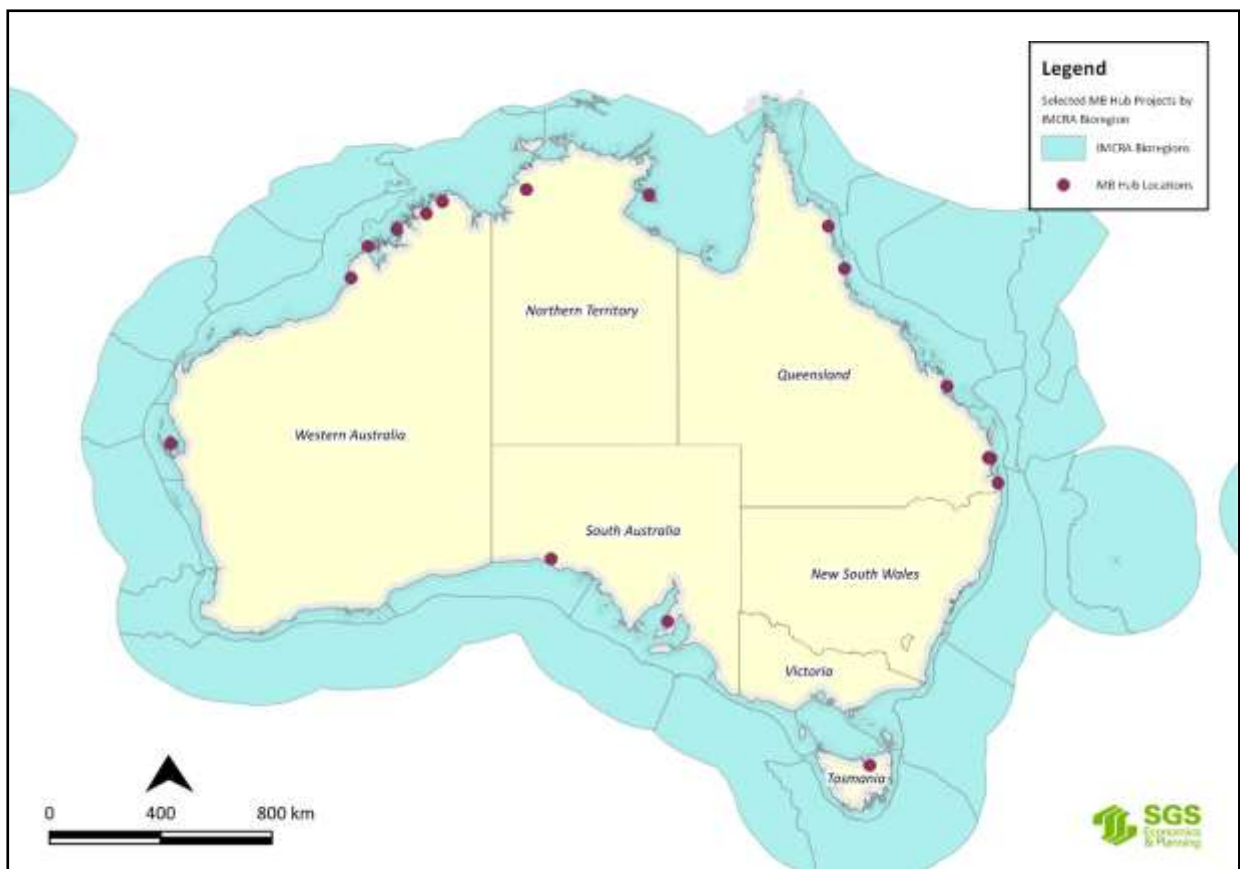 Legend
Selected MB Hub Projects by
IMCRA Bioregion
IMCRA Bioregions
MB Hub Locations
Northern Territory
Queensland
Western Australia
South Australia
New South Wales
Victoria
Tasmania
0 400 800 km
SGS
Economics
& Planning